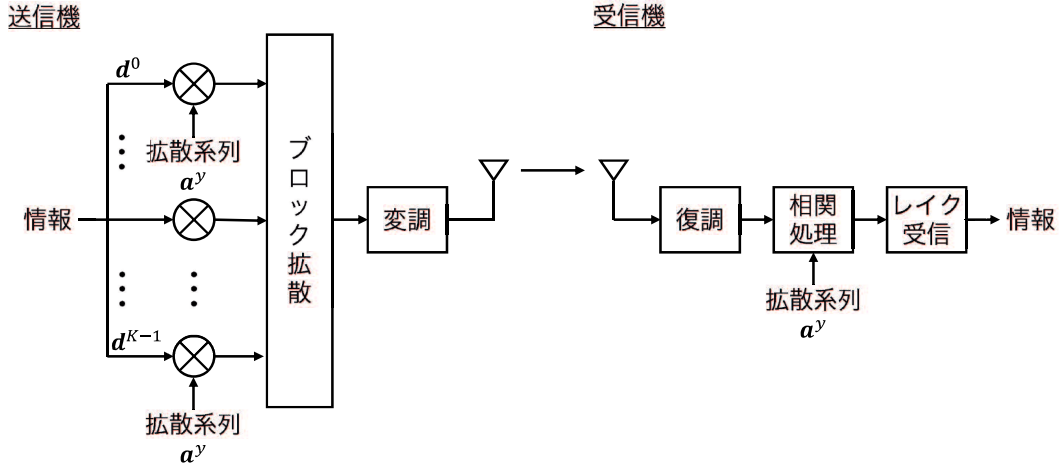 送信機
受信機
d⁰
拡散系列
aʸ
情報
ブロック拡散
変調
復調
相関
処理
レイク
受信
情報
拡散系列
aʸ
dᴷ⁻¹
拡散系列
aʸ